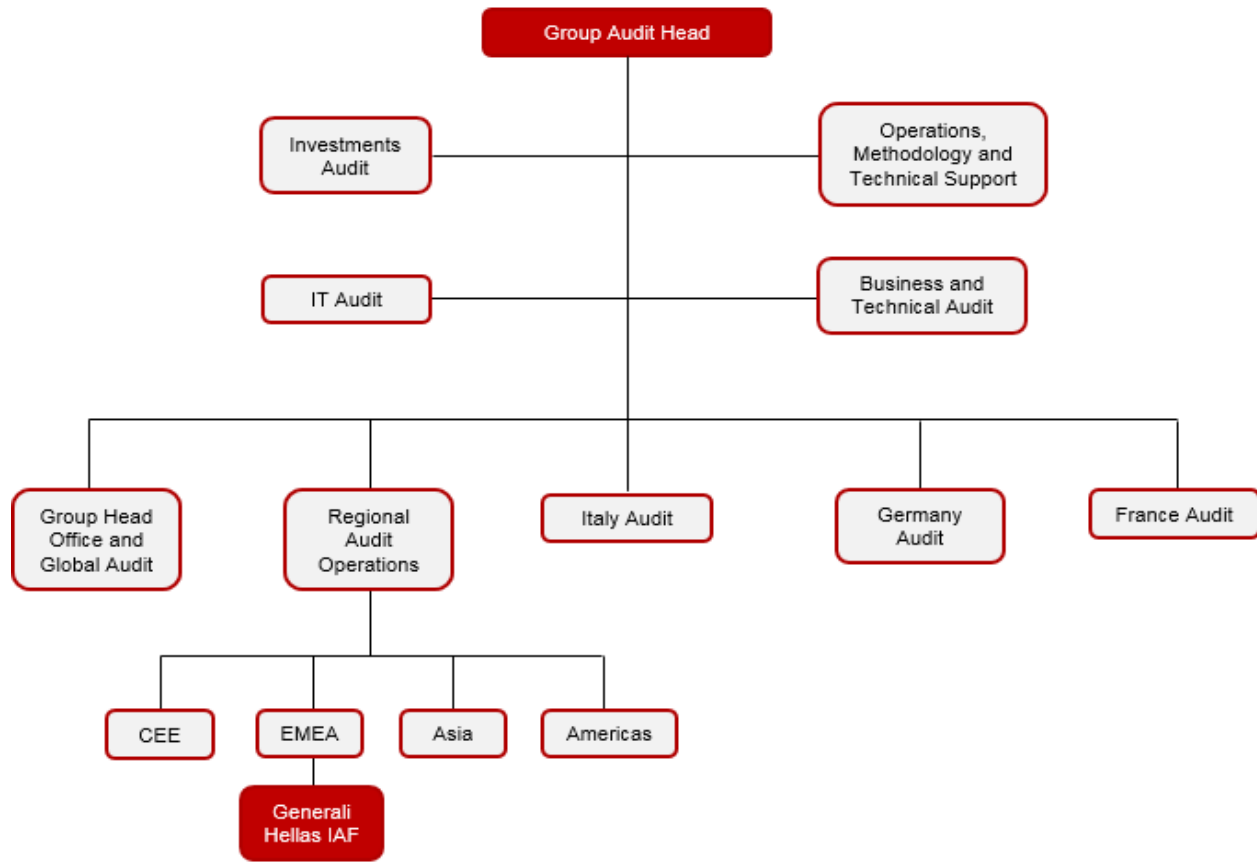 Group Audit Head
Investments
Audit
Operations,
Methodology and
Technical Support
IT Audit
Business and
Technical Audit
Group Head
Office and
Global Audit
Regional
Audit
Operations
Italy Audit
Germany
Audit
France Audit
CEE
EMEA
Asia
Americas
Generali
Hellas IAF